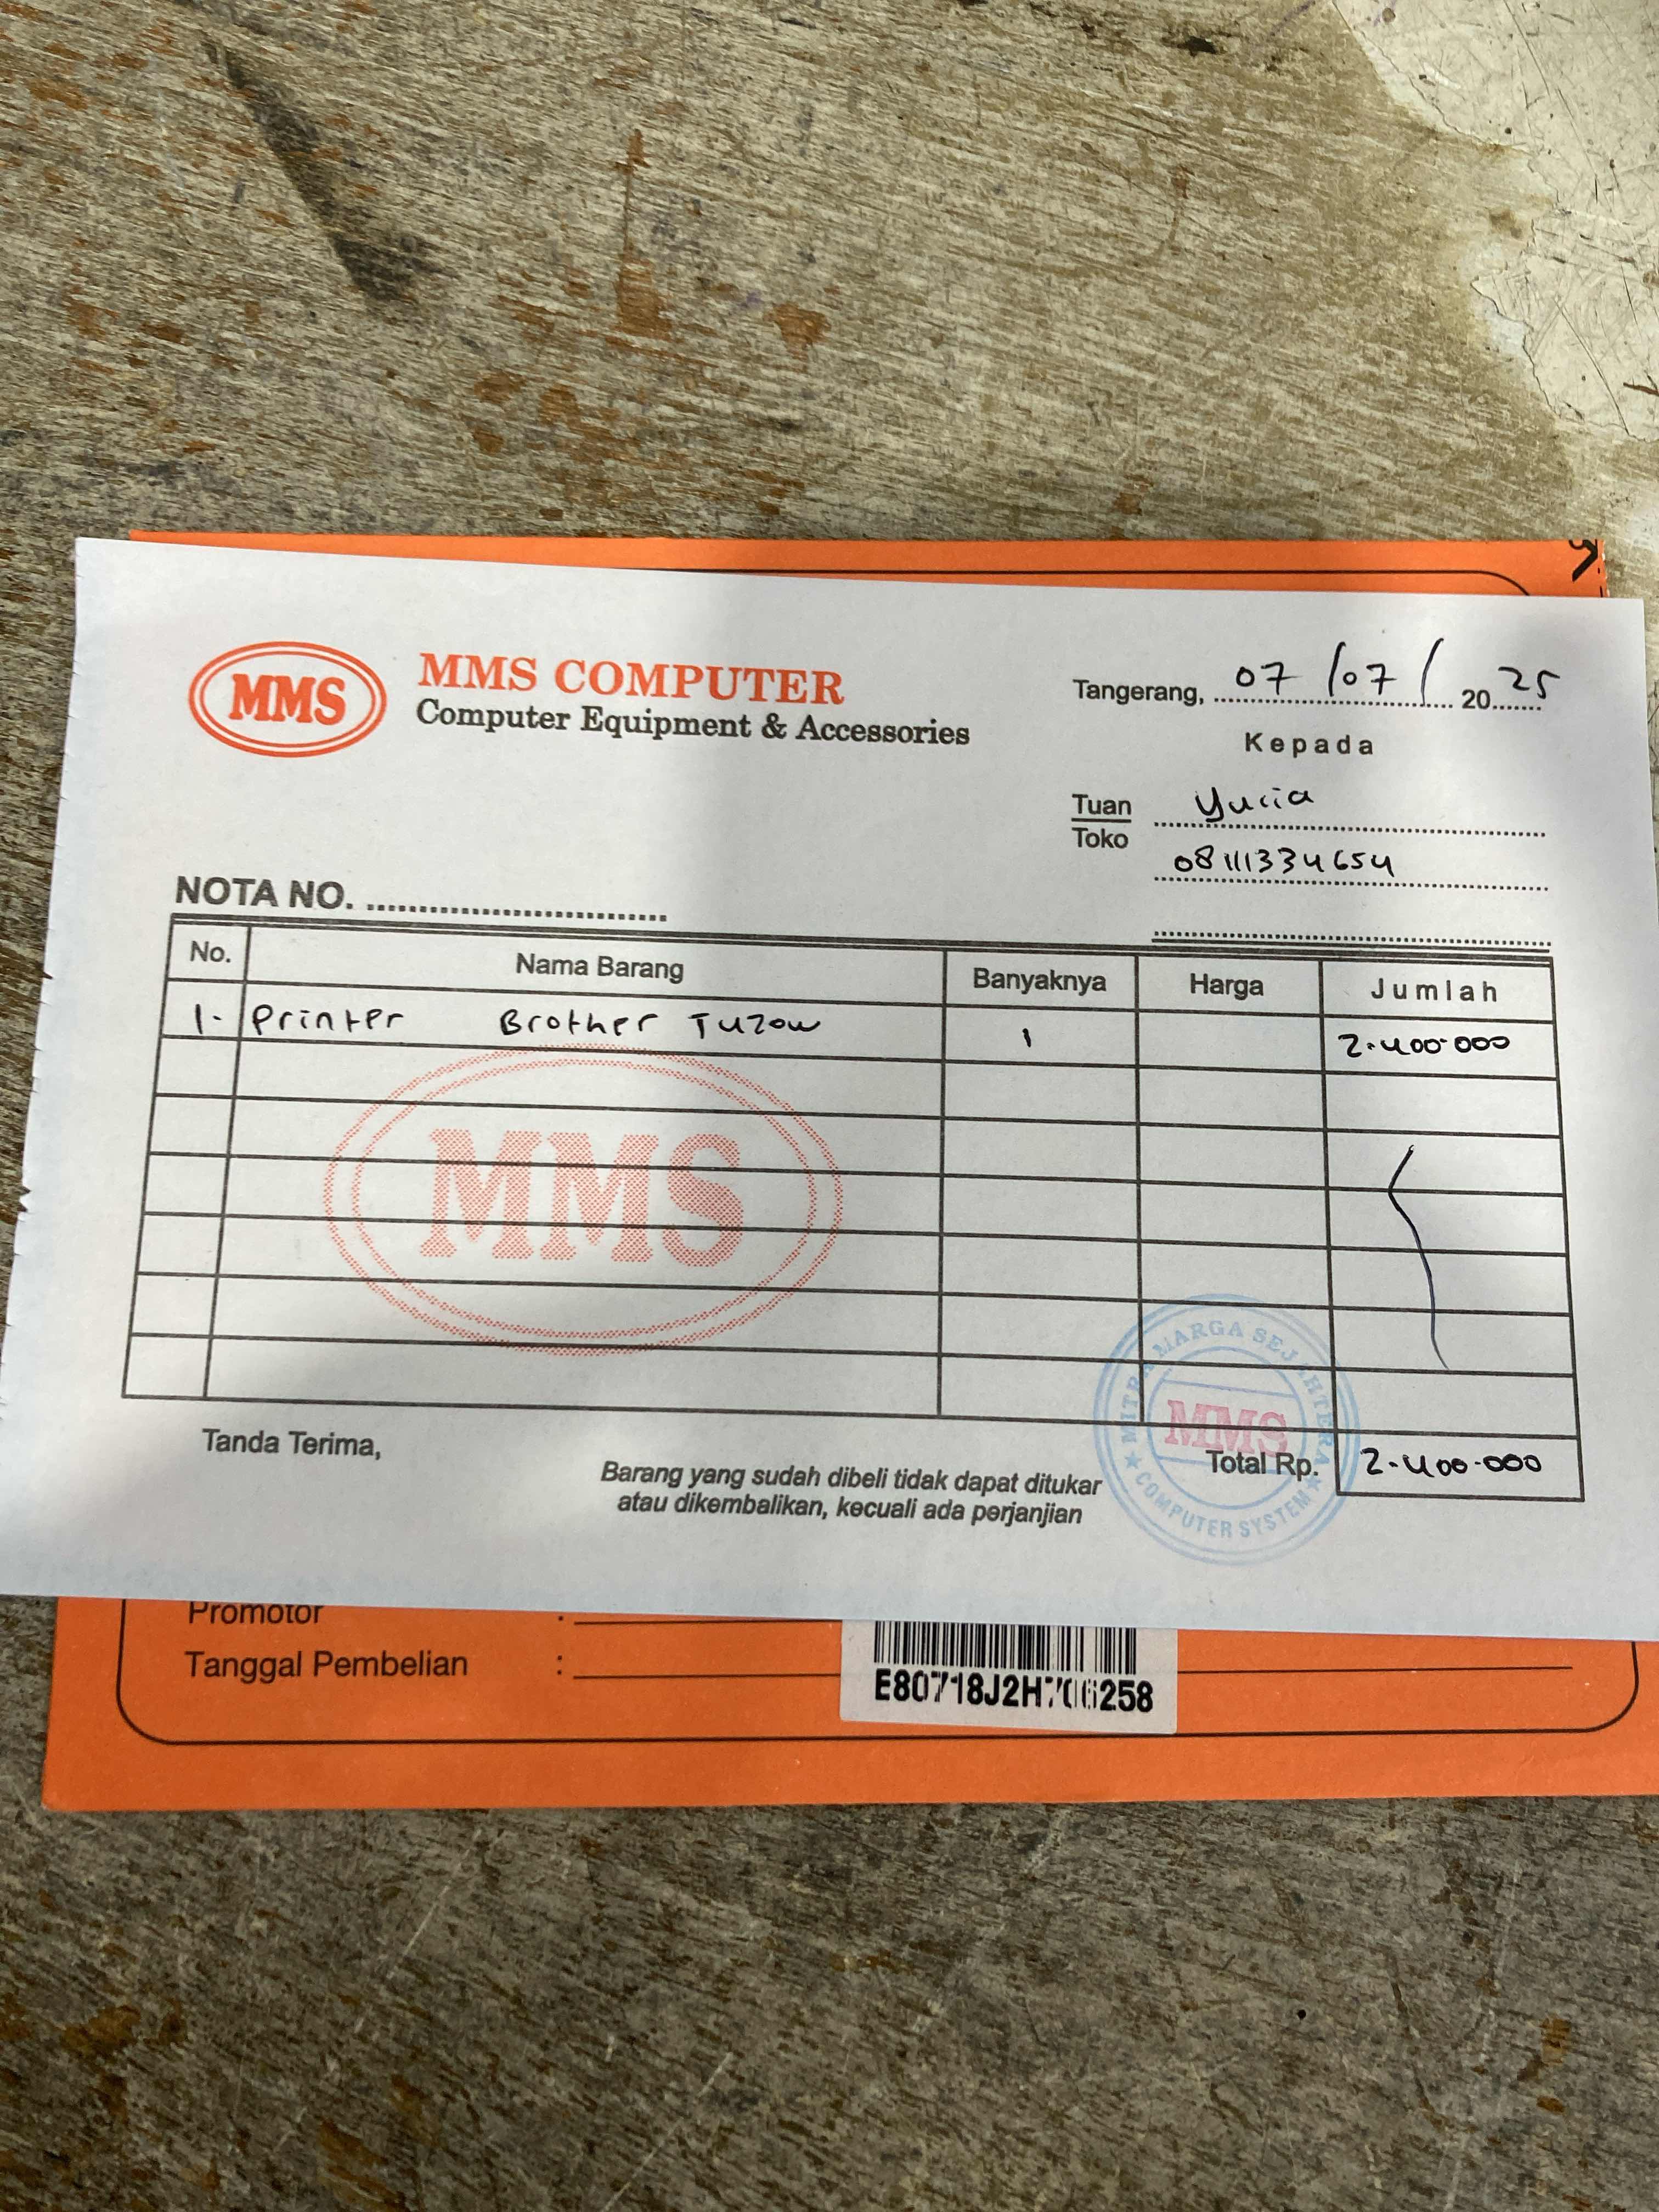 MMS
MMS COMPUTER
Computer Equipment & Accessories
Tangerang, 07 / 07 / 20 25
Kepada
Tuan
Toko
Yucia
08111334654
NOTA NO.
No. Nama Barang Banyaknya Harga Jumlah
1. Printer Brother T420W 1 2.400.000
MMS
MITRA MARGA SEJAHTERA
MMS
COMPUTER SYSTEM
Tanda Terima,
Barang yang sudah dibeli tidak dapat ditukar
atau dikembalikan, kecuali ada perjanjian
Total Rp. 2.400.000
Promotor :
Tanggal Pembelian :